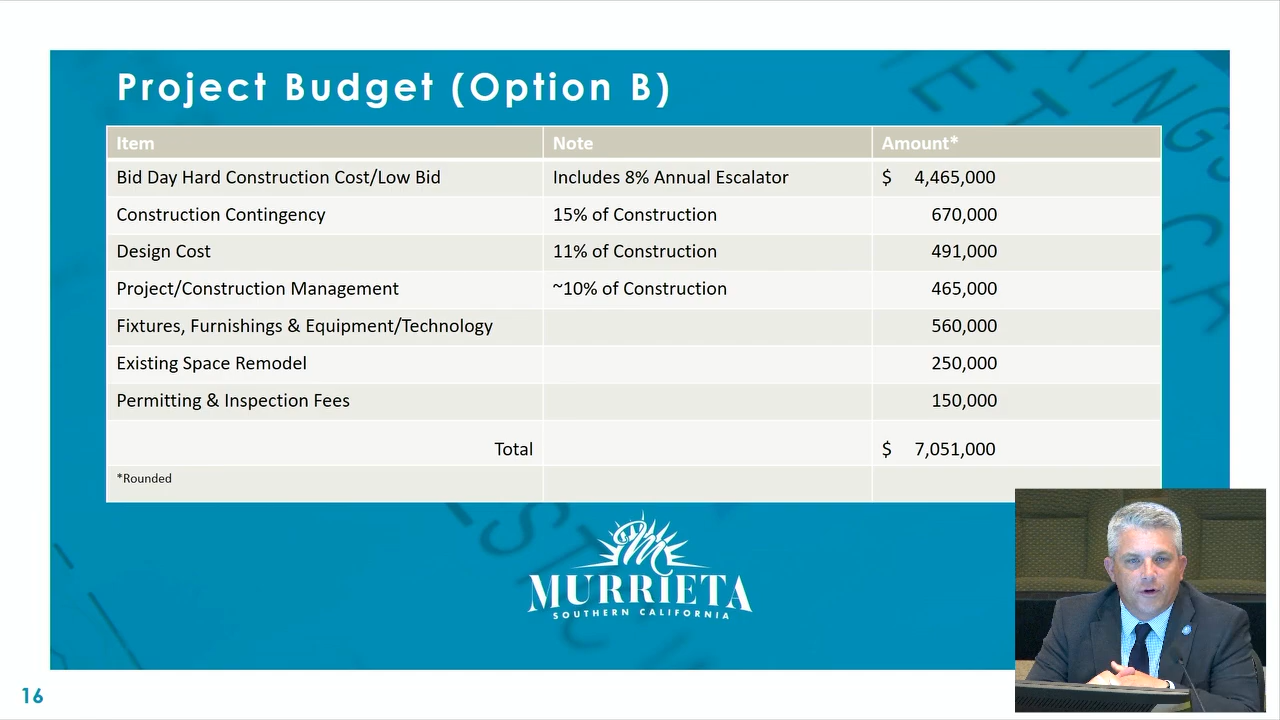 Project Budget (Option B)
Item Note Amount*
Bid Day Hard Construction Cost/Low Bid Includes 8% Annual Escalator $ 4,465,000
Construction Contingency 15% of Construction 670,000
Design Cost 11% of Construction 491,000
Project/Construction Management ~10% of Construction 465,000
Fixtures, Furnishings & Equipment/Technology 560,000
Existing Space Remodel 250,000
Permitting & Inspection Fees 150,000
Total $ 7,051,000
*Rounded
M
MURRIETA
SOUTHERN CALIFORNIA
16